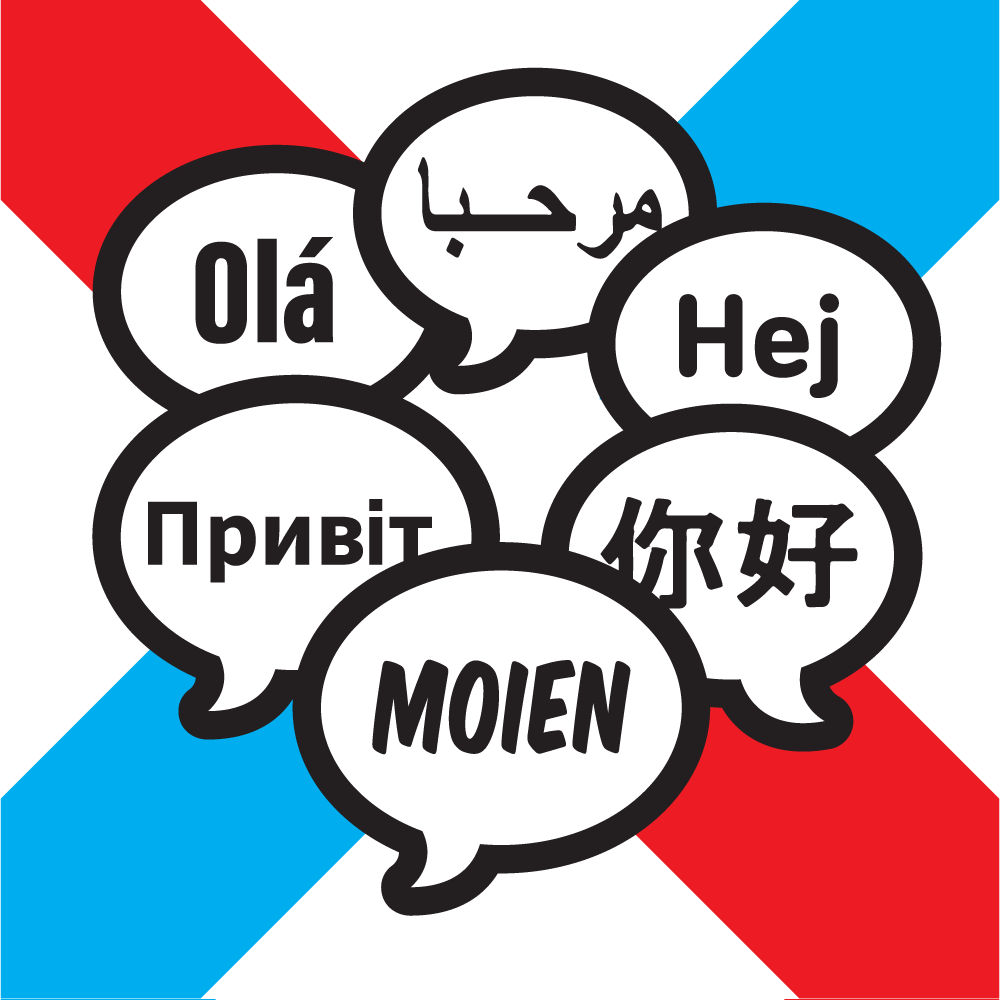 مرحبا
Olá
Hej
Привіт
你好
MOIEN